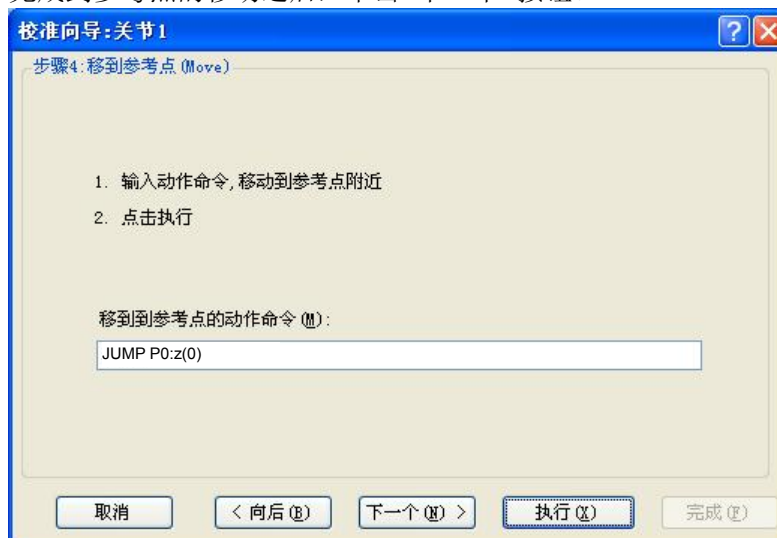 校准向导:关节1
步骤4:移到参考点(Move)
1. 输入动作命令,移动到参考点附近
2. 点击执行
移到到参考点的动作命令(M):
JUMP P0:z(0)
取消
< 向后(B)
下一个(N) >
执行(X)
完成(F)